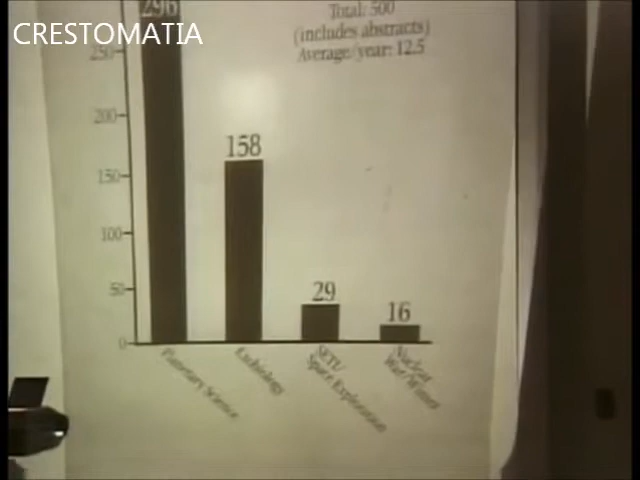 CRESTOMATIA
296
Total: 500
(includes abstracts)
Average/year: 12.5
250
200
158
150
100
50
29
16
0
Planetary Science
Exobiology
SETI/
Space Exploration
Nuclear
War/Winter